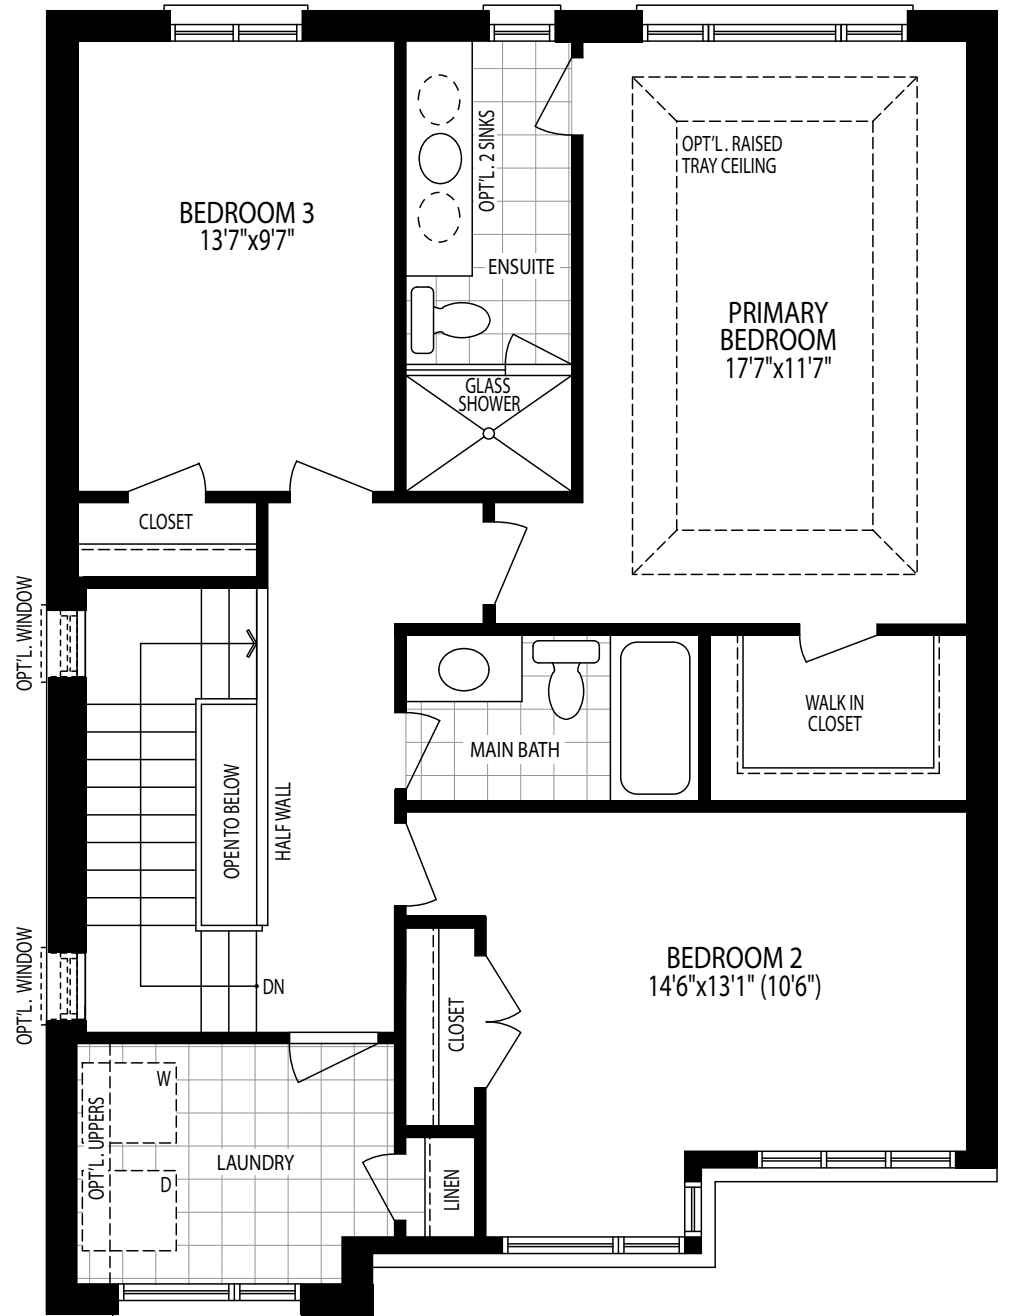 BEDROOM 3
13'7"x9'7"
OPT'L. 2 SINKS
ENSUITE
OPT'L. RAISED
TRAY CEILING
PRIMARY
BEDROOM
17'7"x11'7"
GLASS
SHOWER
CLOSET
OPT'L. WINDOW
OPEN TO BELOW
HALF WALL
MAIN BATH
WALK IN
CLOSET
OPT'L. WINDOW
DN
BEDROOM 2
14'6"x13'1" (10'6")
CLOSET
W
OPT'L. UPPERS
D
LAUNDRY
LINEN